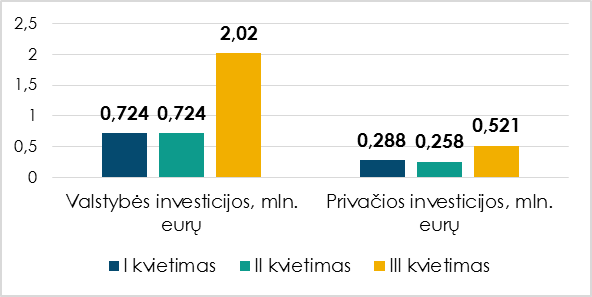 2,5
2
1,5
1
0,5
0
0,724
0,724
2,02
0,288
0,258
0,521
Valstybės investicijos, mln.
eurų
Privačios investicijos, mln.
eurų
I kvietimas
II kvietimas
III kvietimas